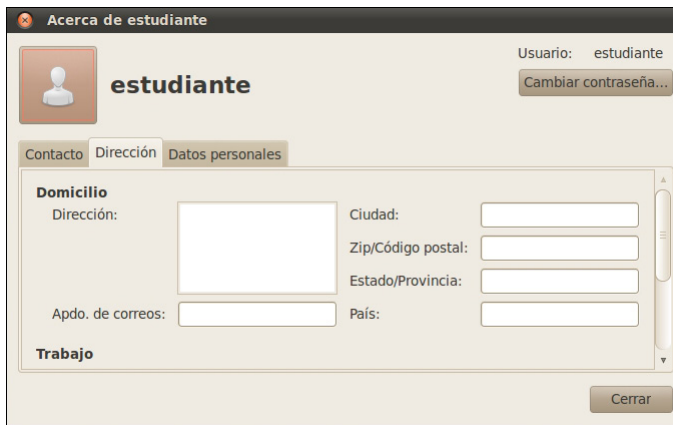 Acerca de estudiante
Usuario: estudiante
estudiante
Cambiar contraseña...
Contacto Dirección Datos personales
Domicilio
Dirección: Ciudad:
Zip/Código postal:
Estado/Provincia:
Apdo. de correos: País:
Trabajo
Cerrar